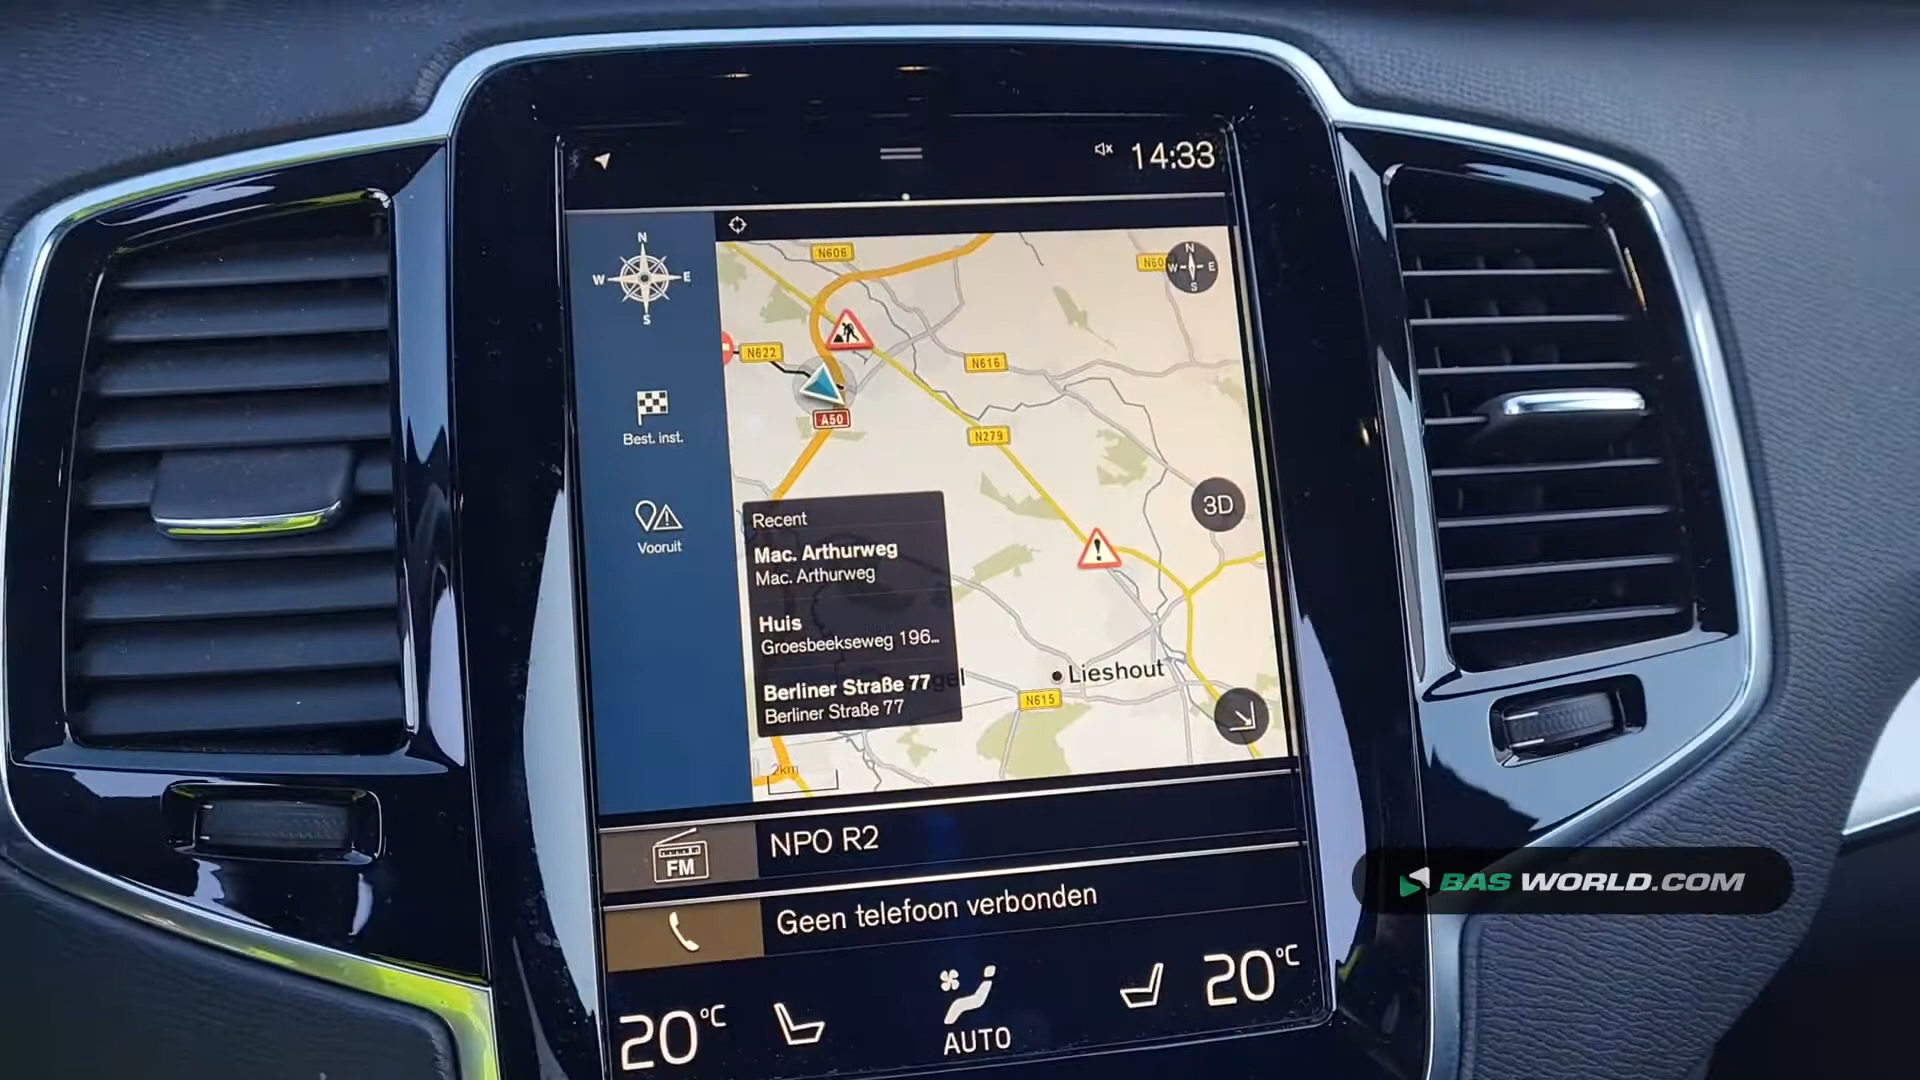 14:33
N
W E
S
N606
N60
N
W E
S
N622
N616
A50
N279
Best. inst.
Vooruit
3D
Recent
Mac. Arthurweg
Mac. Arthurweg
Huis
Groesbeekseweg 196...
Berliner Straße 77
Berliner Straße 77
Lieshout
N615
2km
FM
NPO R2
Geen telefoon verbonden
BAS WORLD.COM
20°C
AUTO
20°C